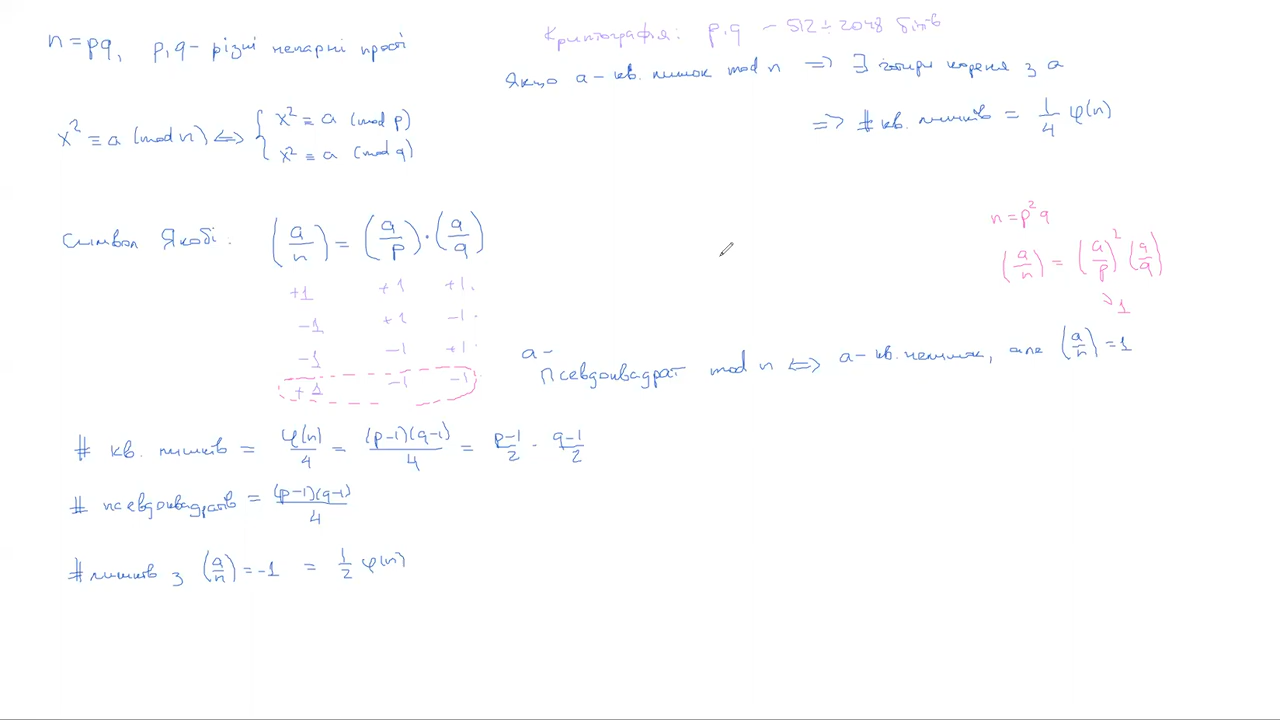 n = pq, p, q – різні непарні прості
Криптографія: p, q ~ 512 ÷ 2048 бітів
Якщо a – кв. лишок mod n ⟹ ∃ чотири кореня з a
⟹ # кв. лишків = 1/4 φ(n)
x² ≡ a (mod n) ⟺ { x² ≡ a (mod p)
x² ≡ a (mod q)
Символ Якобі: (a/n) = (a/p) · (a/q)
+1 +1 +1.
-1 +1 -1.
-1 -1 +1.
+1 -1 -1
n = p²q
(a/n) = (a/p)² (a/q)
1
a –
псевдоквадрат mod n ⟺ a – кв. нелишок, але (a/n) = 1
# кв. лишків = φ(n)/4 = (p-1)(q-1)/4 = p-1/2 · q-1/2
# псевдоквадратів = (p-1)(q-1)/4
# лишків з (a/n) = -1 = 1/2 φ(n)